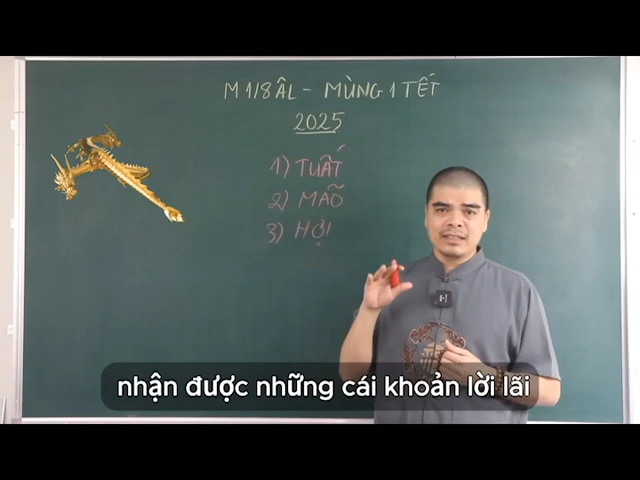 M 1/8 ÂL - MÙNG 1 TẾT
2025
1) TUẤT
2) MÃO
3) HỢI
nhận được những cái khoản lời lãi